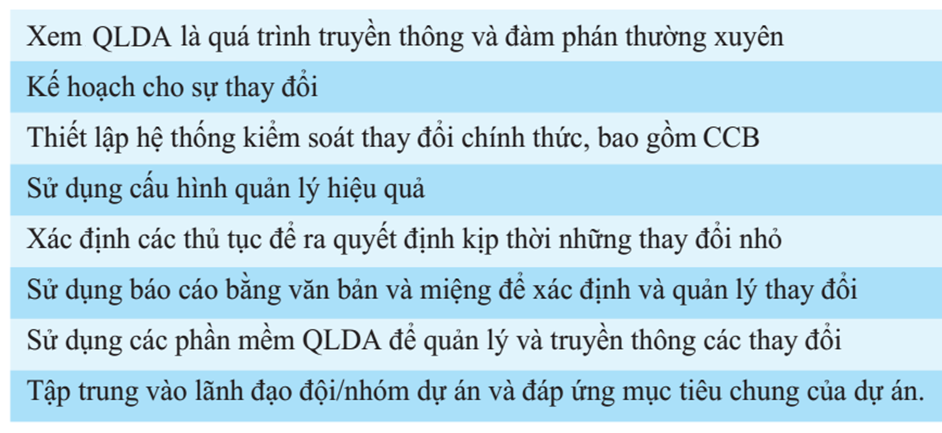 Xem QLDA là quá trình truyền thông và đàm phán thường xuyên
Kế hoạch cho sự thay đổi
Thiết lập hệ thống kiểm soát thay đổi chính thức, bao gồm CCB
Sử dụng cấu hình quản lý hiệu quả
Xác định các thủ tục để ra quyết định kịp thời những thay đổi nhỏ
Sử dụng báo cáo bằng văn bản và miệng để xác định và quản lý thay đổi
Sử dụng các phần mềm QLDA để quản lý và truyền thông các thay đổi
Tập trung vào lãnh đạo đội/nhóm dự án và đáp ứng mục tiêu chung của dự án.